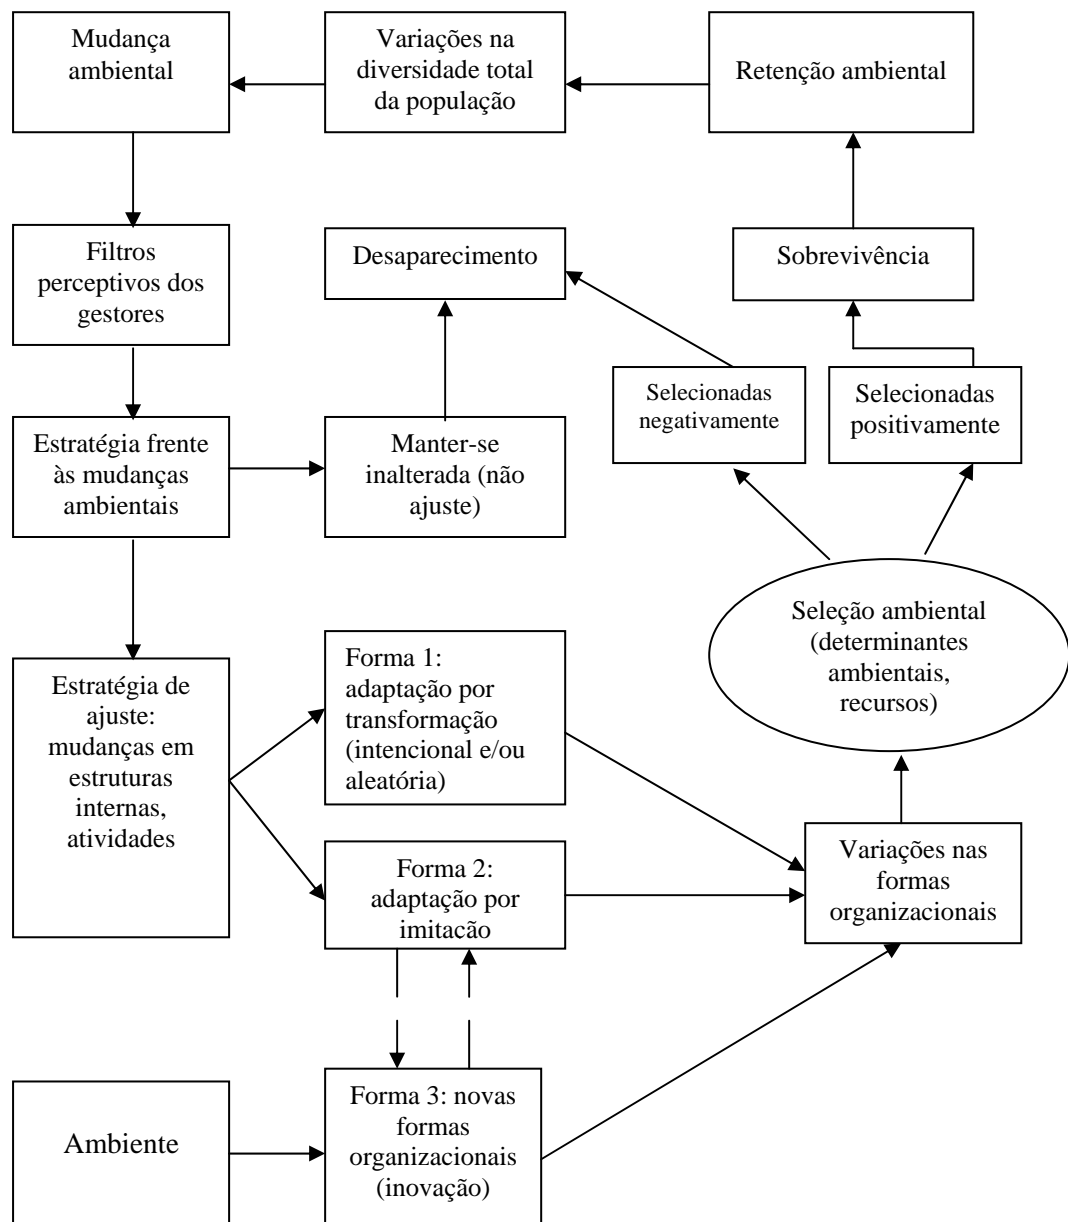 Mudança
ambiental
Variações na
diversidade total
da população
Retenção ambiental
Filtros
perceptivos dos
gestores
Desaparecimento
Sobrevivência
Estratégia frente
às mudanças
ambientais
Manter-se
inalterada (não
ajuste)
Selecionadas
negativamente
Selecionadas
positivamente
Seleção ambiental
(determinantes
ambientais,
recursos)
Estratégia de
ajuste:
mudanças em
estruturas
internas,
atividades
Forma 1:
adaptação por
transformação
(intencional e/ou
aleatória)
Forma 2:
adaptação por
imitação
Variações nas
formas
organizacionais
Ambiente
Forma 3: novas
formas
organizacionais
(inovação)